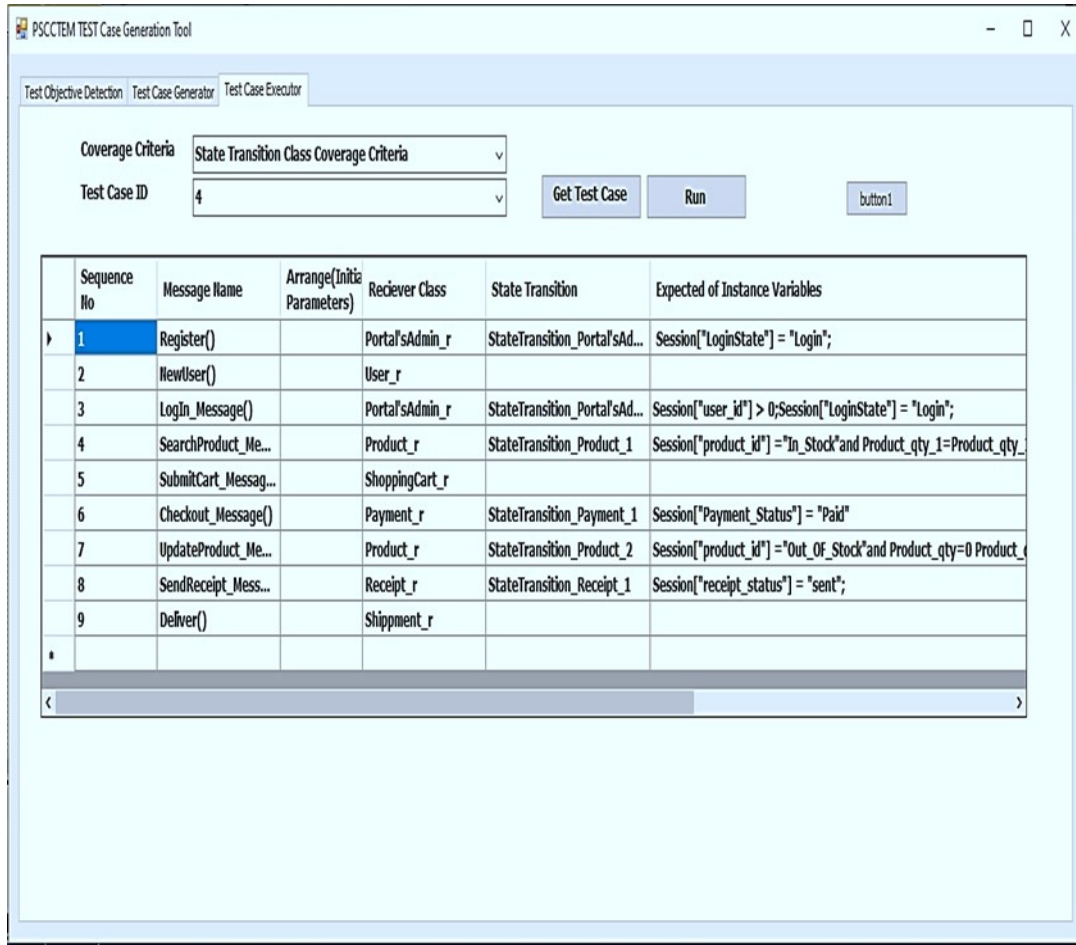 PSCCTEM TEST Case Generation Tool
Test Objective Detection Test Case Generator Test Case Executor
Coverage Criteria State Transition Class Coverage Criteria
Test Case ID 4 Get Test Case Run button1
Sequence No Message Name Arrange(Initia Parameters) Reciever Class State Transition Expected of Instance Variables
1 Register() Portal'sAdmin_r StateTransition_Portal'sAd... Session["LoginState"] = "Login";
2 NewUser() User_r
3 LogIn_Message() Portal'sAdmin_r StateTransition_Portal'sAd... Session["user_id"] > 0;Session["LoginState"] = "Login";
4 SearchProduct_Me... Product_r StateTransition_Product_1 Session["product_id"] ="In_Stock"and Product_qty_1=Product_qty_1
5 SubmitCart_Messag... ShoppingCart_r
6 Checkout_Message() Payment_r StateTransition_Payment_1 Session["Payment_Status"] = "Paid"
7 UpdateProduct_Me... Product_r StateTransition_Product_2 Session["product_id"] ="Out_OF_Stock"and Product_qty=0 Product_
8 SendReceipt_Mess... Receipt_r StateTransition_Receipt_1 Session["receipt_status"] = "sent";
9 Deliver() Shippment_r